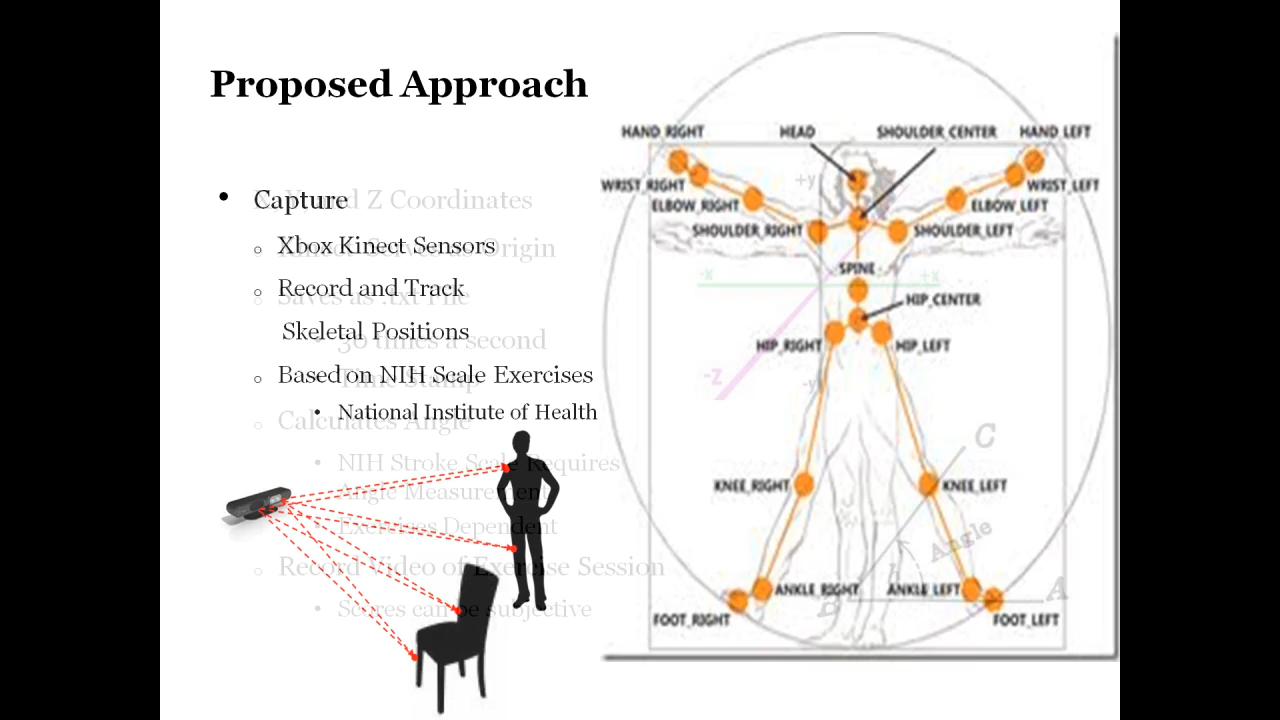 Proposed Approach
• Capture
Z Coordinates
○ Xbox Kinect Sensors
Origin
○ Record and Track
Saves as .txt File
Skeletal Positions
• 30 times a second
○ Based on NIH Scale Exercises
Time Stamp
• National Institute of Health
○ Calculates Angle
• NIH Stroke Scale Requires
Angle Measurement
• Exercises Dependent
○ Record Video of Exercise Session
• Scores can be subjective
HAND_RIGHT
HEAD
SHOULDER_CENTER
HAND_LEFT
WRIST_RIGHT
+y
WRIST_LEFT
ELBOW_RIGHT
ELBOW_LEFT
SHOULDER_RIGHT
SHOULDER_LEFT
SPINE
-x
+x
HIP_CENTER
HIP_RIGHT
HIP_LEFT
-Z
-y
C
KNEE_RIGHT
KNEE_LEFT
Angle
ANKLE_RIGHT
ANKLE_LEFT
A
B
FOOT_RIGHT
FOOT_LEFT